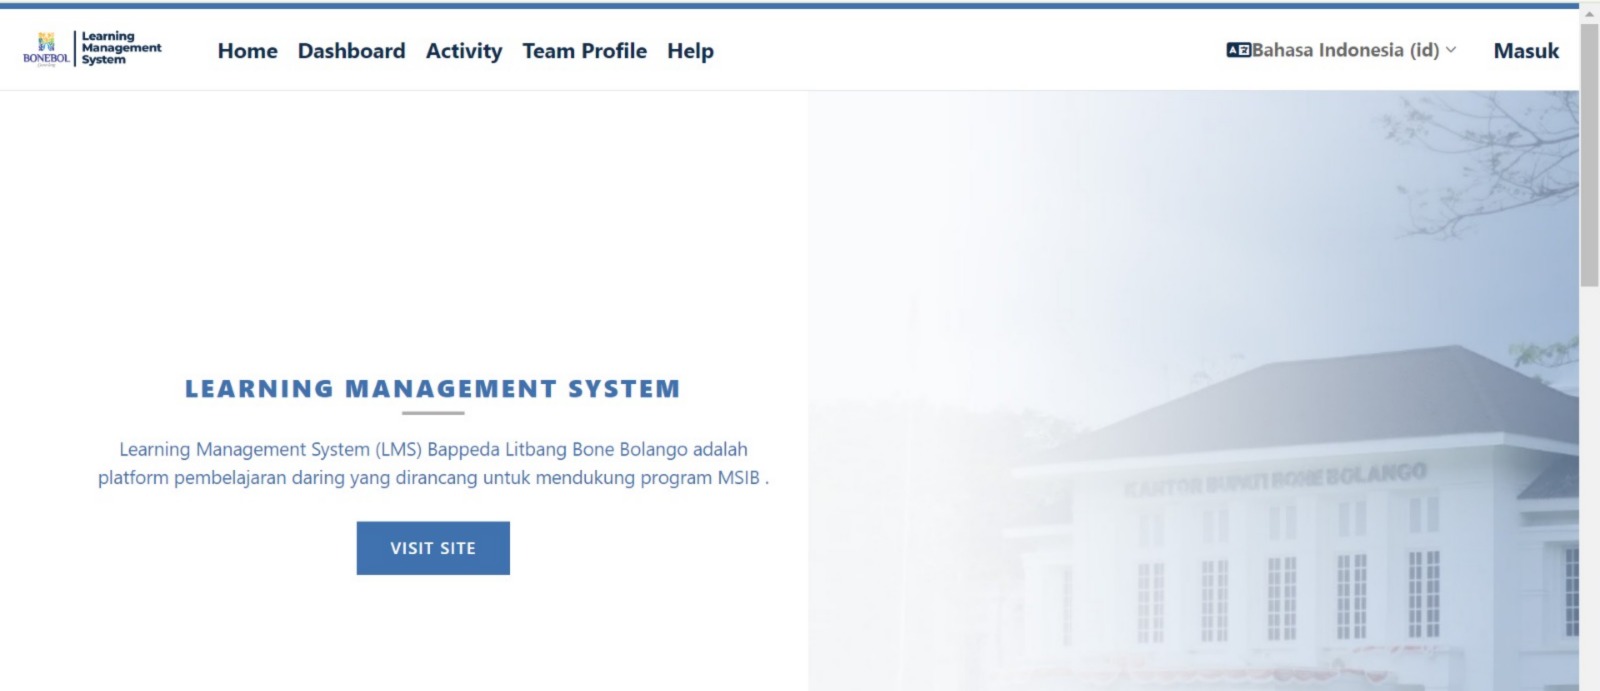 BONEBOL
Learning
Management
System
Home Dashboard Activity Team Profile Help
Bahasa Indonesia (id)
Masuk
LEARNING MANAGEMENT SYSTEM
Learning Management System (LMS) Bappeda Litbang Bone Bolango adalah
platform pembelajaran daring yang dirancang untuk mendukung program MSIB .
VISIT SITE
KANTOR BUPATI BONE BOLANGO